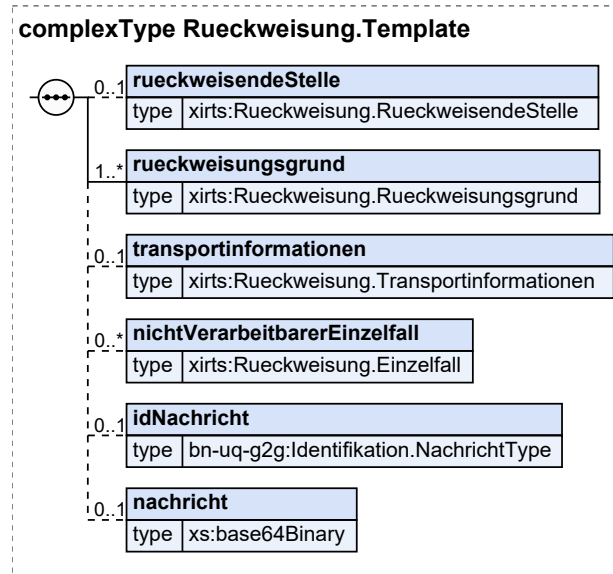 complexType Rueckweisung.Template
0..1 rueckweisendeStelle
type xirts:Rueckweisung.RueckweisendeStelle
1..* rueckweisungsgrund
type xirts:Rueckweisung.Rueckweisungsgrund
0..1 transportinformationen
type xirts:Rueckweisung.Transportinformationen
0..* nichtVerarbeitbarerEinzelfall
type xirts:Rueckweisung.Einzelfall
0..1 idNachricht
type bn-uq-g2g:Identifikation.NachrichtType
0..1 nachricht
type xs:base64Binary